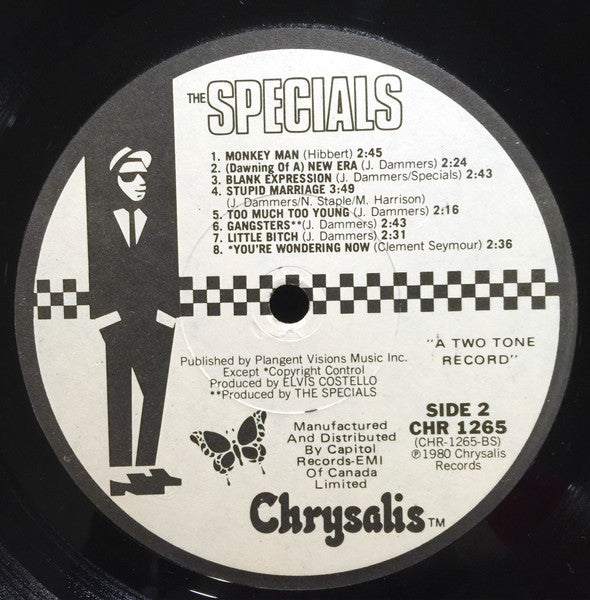 THE SPECIALS
1. MONKEY MAN (Hibbert) 2:45
2. (Dawning Of A) NEW ERA (J. Dammers) 2:24
3. BLANK EXPRESSION (J. Dammers/Specials) 2:43
4. STUPID MARRIAGE 3:49
(J. Dammers/N. Staple/M. Harrison)
5. TOO MUCH TOO YOUNG (J. Dammers) 2:16
6. GANGSTERS**(J. Dammers) 2:43
7. LITTLE BITCH (J. Dammers) 2:31
8. *YOU'RE WONDERING NOW (Clement Seymour) 2:36
"A TWO TONE
RECORD"
Published by Plangent Visions Music Inc.
Except *Copyright Control
Produced by ELVIS COSTELLO
**Produced by THE SPECIALS
SIDE 2
CHR 1265
(CHR-1265-BS)
℗1980 Chrysalis
Records
Manufactured
And Distributed
By Capitol
Records-EMI
Of Canada
Limited
Chrysalis TM